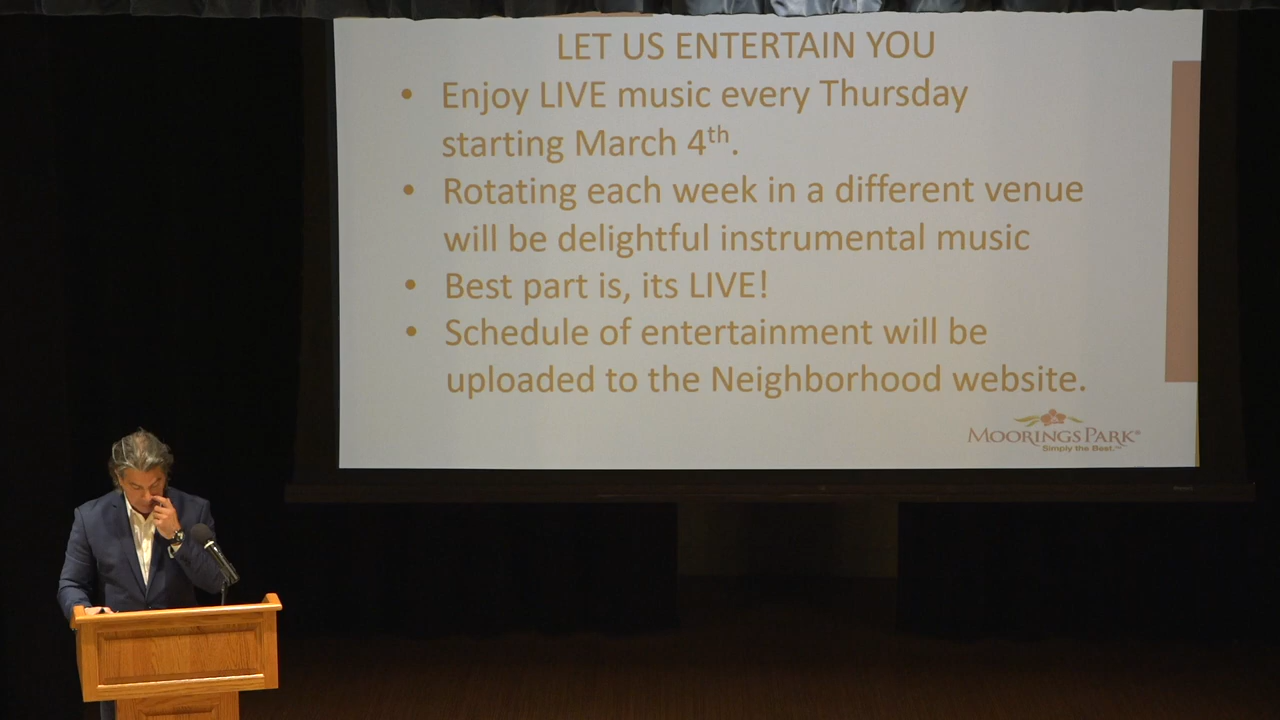 LET US ENTERTAIN YOU
• Enjoy LIVE music every Thursday
starting March 4th.
• Rotating each week in a different venue
will be delightful instrumental music
• Best part is, its LIVE!
• Schedule of entertainment will be
uploaded to the Neighborhood website.
MOORINGS PARK®
Simply the Best.™